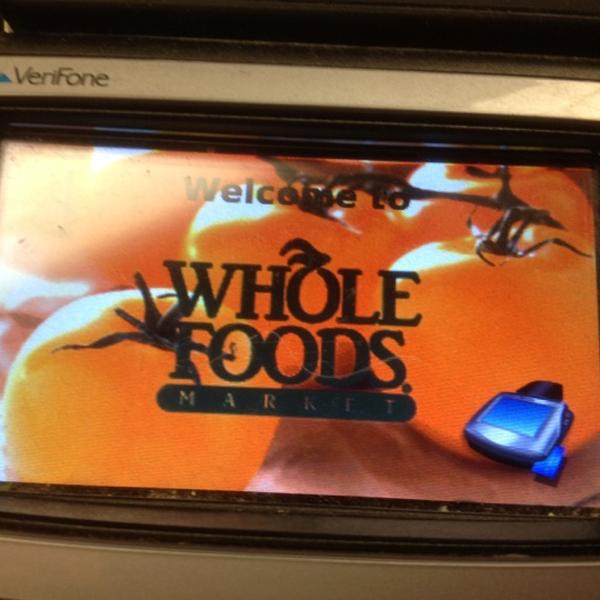 VeriFone
Welcome to
WHOLE
FOODS
MARKET